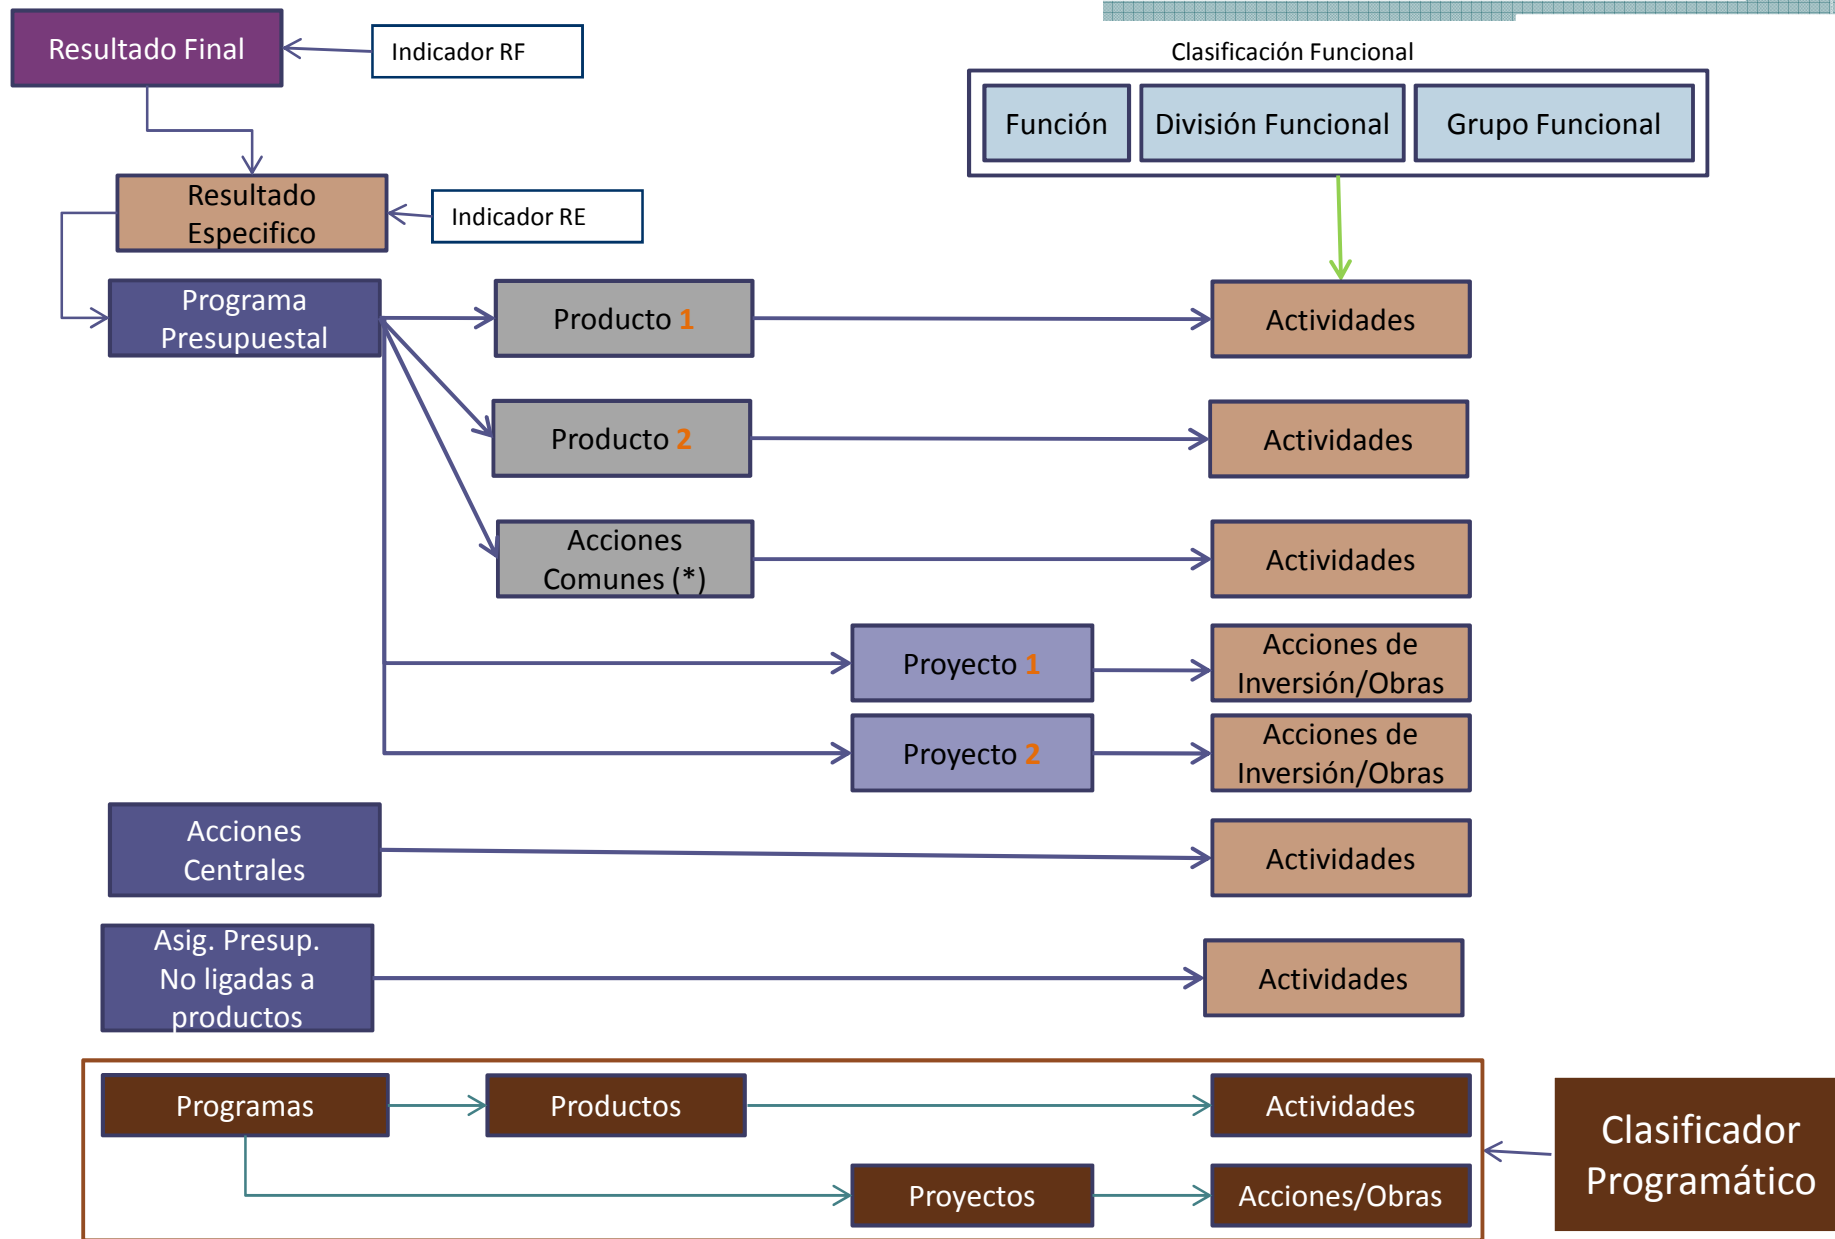 Resultado Final
Indicador RF
Clasificación Funcional
Función
División Funcional
Grupo Funcional
Resultado
Especifico
Indicador RE
Programa
Presupuestal
Producto 1
Actividades
Producto 2
Actividades
Acciones
Comunes (*)
Actividades
Proyecto 1
Acciones de
Inversión/Obras
Proyecto 2
Acciones de
Inversión/Obras
Acciones
Centrales
Actividades
Asig. Presup.
No ligadas a
productos
Actividades
Programas
Productos
Actividades
Proyectos
Acciones/Obras
Clasificador
Programático